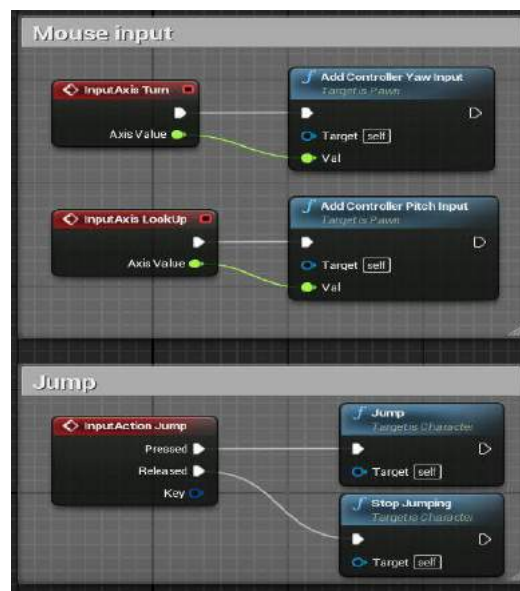 Mouse input
InputAxis Turn
Axis Value
Add Controller Yaw Input
Target is Pawn
Target self
Val
InputAxis LookUp
Axis Value
Add Controller Pitch Input
Target is Pawn
Target self
Val
Jump
InputAction Jump
Pressed
Released
Key
Jump
Target is Character
Target self
Stop Jumping
Target is Character
Target self